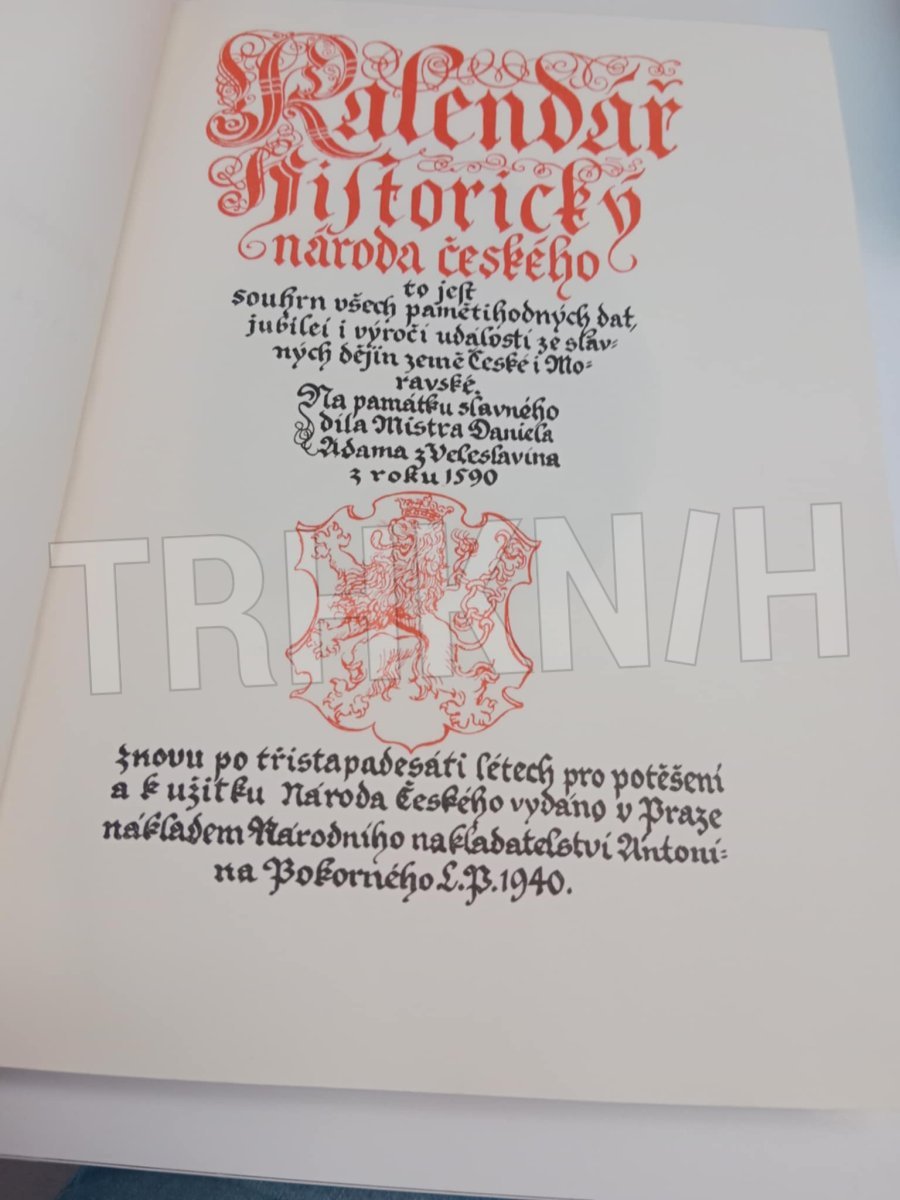 Kalendář
Historický
národa českého
to jest
souhrn všech pamětihodných dat,
jubileí i výročí událostí ze slav-
ných dějin země České i Mo-
ravské.
Na památku slavného
díla Mistra Daniela
Adama z Veleslavína
z roku 1590
TRHKNIH
znovu po třistapadesáti létech pro potěšení
a k užitku Národa Českého vydáno v Praze
nákladem Národního nakladatelství Antoní-
na Pokorného L.P. 1940.